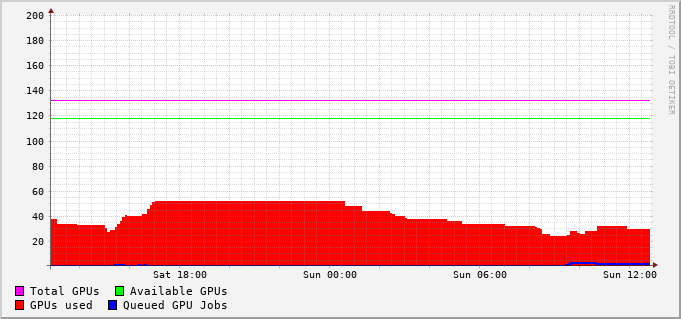 200
180
160
140
120
100
80
60
40
20
Sat 18:00 Sun 00:00 Sun 06:00 Sun 12:00
Total GPUs Available GPUs
GPUs used Queued GPU Jobs
RRDTOOL / TOBI OETIKER